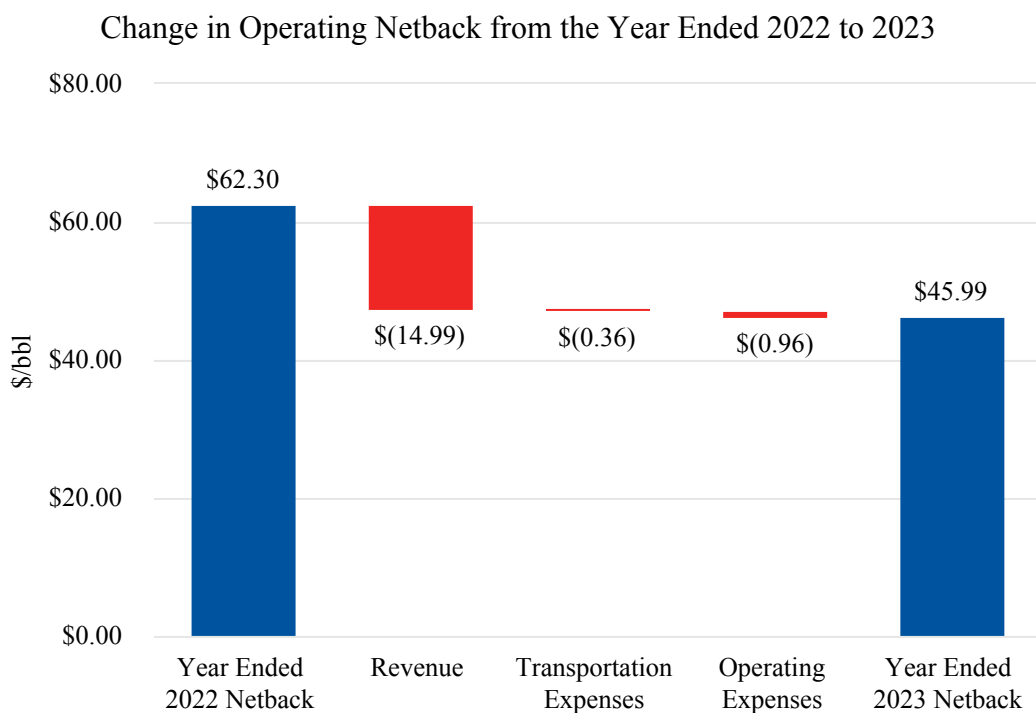 Change in Operating Netback from the Year Ended 2022 to 2023
$80.00
$60.00
$40.00
$20.00
$0.00
$/bbl
$62.30
$(14.99)
$(0.36)
$(0.96)
$45.99
Year Ended
2022 Netback
Revenue
Transportation
Expenses
Operating
Expenses
Year Ended
2023 Netback